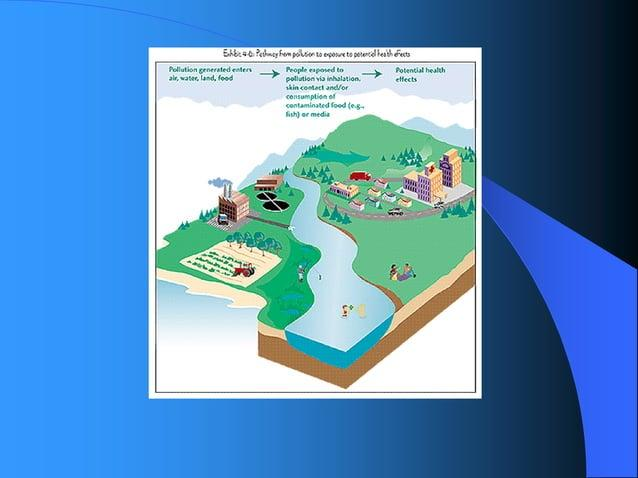 Exhibit 4-6: Pathway from pollution to exposure to potential health effects
Pollution generated enters
air, water, land, food
People exposed to
pollution via inhalation,
skin contact and/or
consumption of
contaminated food (e.g.,
fish) or media
Potential health
effects